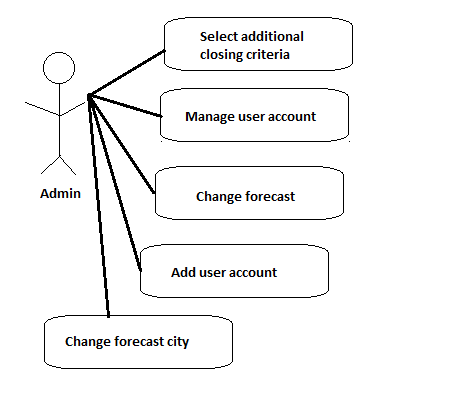 Select additional
closing criteria
Manage user account
Admin
Change forecast
Add user account
Change forecast city